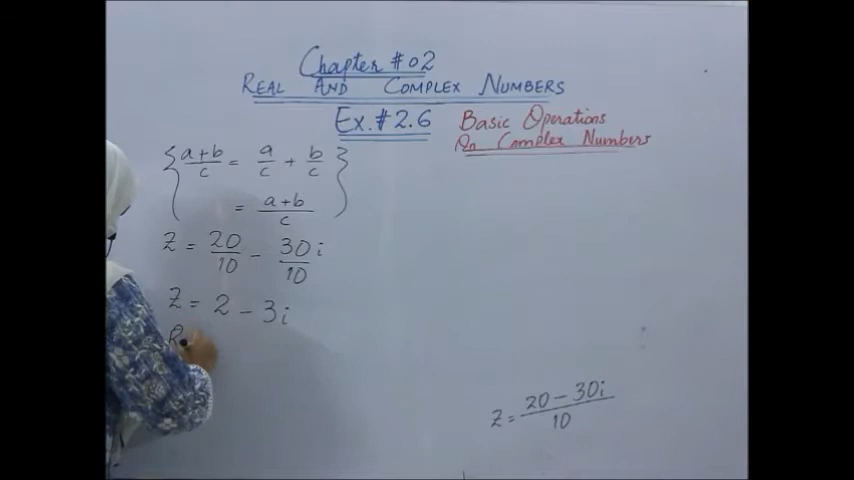 Chapter #02
REAL AND COMPLEX NUMBERS
Ex.#2.6
Basic Operations
On Complex Numbers
{a+b/c = a/c + b/c
= a+b/c}
Z = 20/10 - 30/10 i
Z = 2 - 3i
R
Z = 20-30i/10